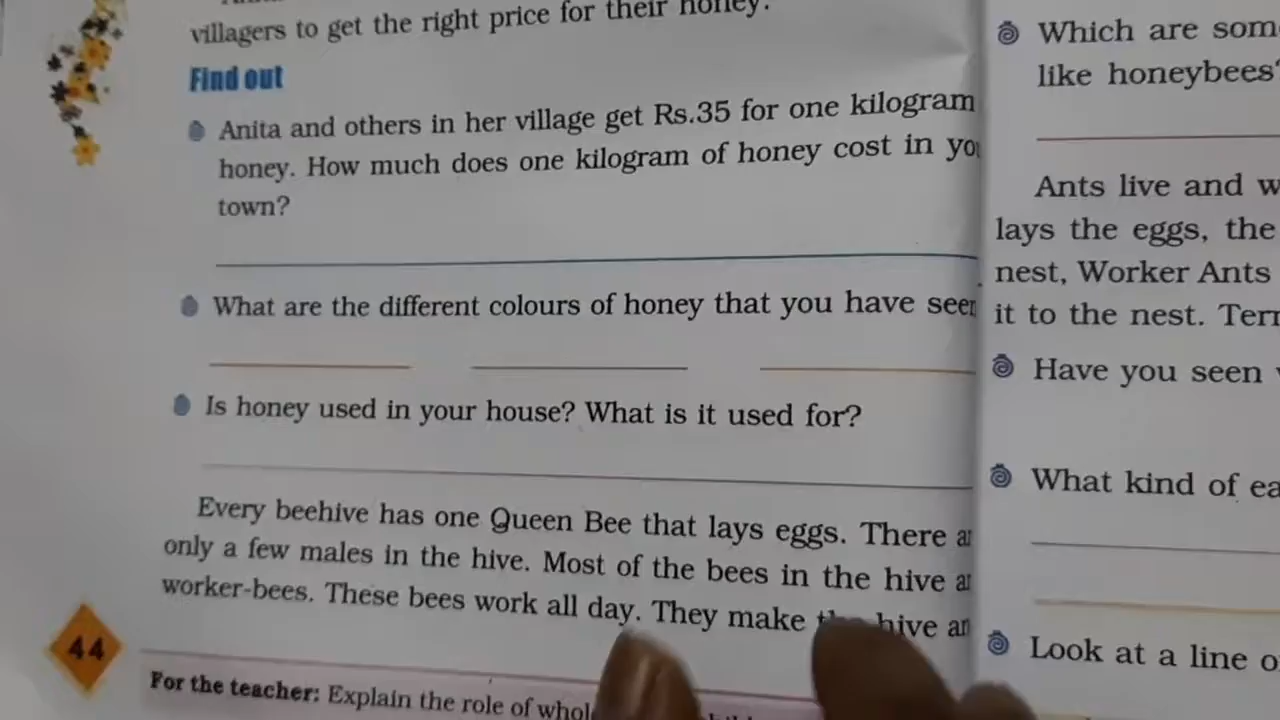 villagers to get the right price for their honey.
Find out
Anita and others in her village get Rs.35 for one kilogram
honey. How much does one kilogram of honey cost in you
town?
What are the different colours of honey that you have seen
Is honey used in your house? What is it used for?
Every beehive has one Queen Bee that lays eggs. There ar
only a few males in the hive. Most of the bees in the hive ar
worker-bees. These bees work all day. They make the hive an
44
For the teacher: Explain the role of whol
Which are som
like honeybees?
Ants live and w
lays the eggs, the
nest, Worker Ants
it to the nest. Ter
Have you seen
What kind of ea
Look at a line o